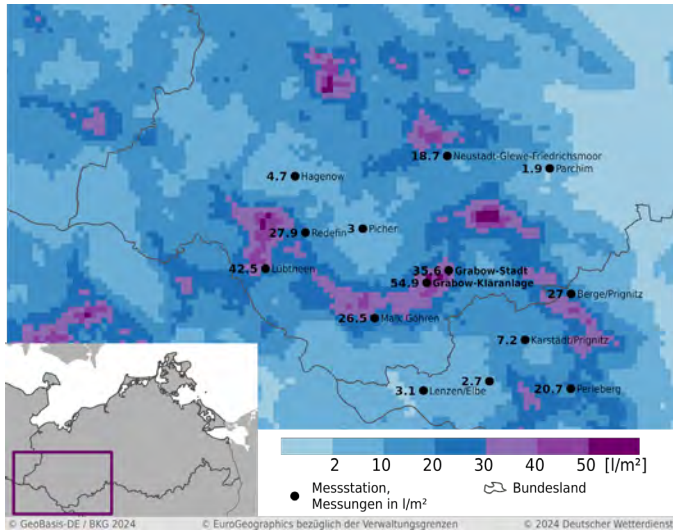 18.7 Neustadt-Glewe-Friedrichsmoor
1.9 Parchim
4.7 Hagenow
27.9 Redefin
3 Picher
42.5 Lübtheen
35.6 Grabow-Stadt
54.9 Grabow-Kläranlage
27 Berge/Prignitz
26.5 Malk Göhren
7.2 Karstädt/Prignitz
2.7
3.1 Lenzen/Elbe
20.7 Perleberg
2 10 20 30 40 50 [l/m²]
Messstation,
Messungen in l/m²
Bundesland
© GeoBasis-DE / BKG 2024 © EuroGeographics bezüglich der Verwaltungsgrenzen © 2024 Deutscher Wetterdienst